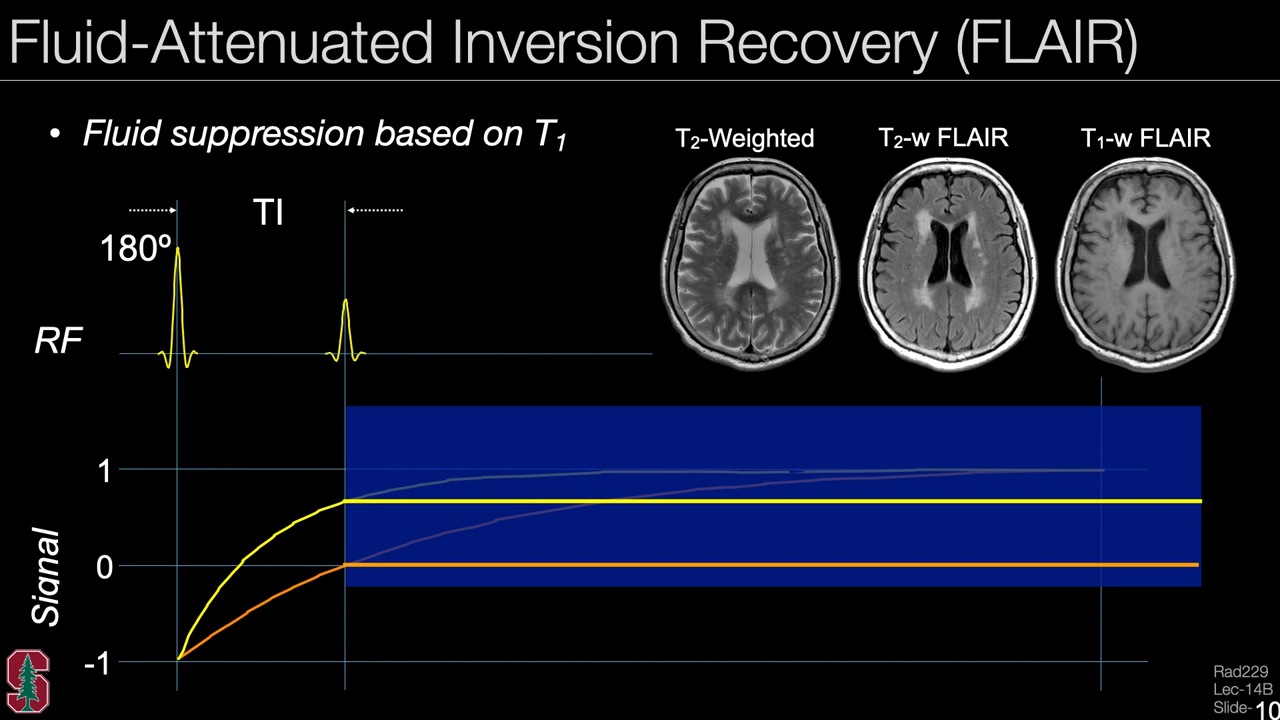 Fluid-Attenuated Inversion Recovery (FLAIR)
• Fluid suppression based on T₁
T₂-Weighted
T₂-w FLAIR
T₁-w FLAIR
TI
180º
RF
1
0
-1
Signal
S
Rad229
Lec-14B
Slide-10